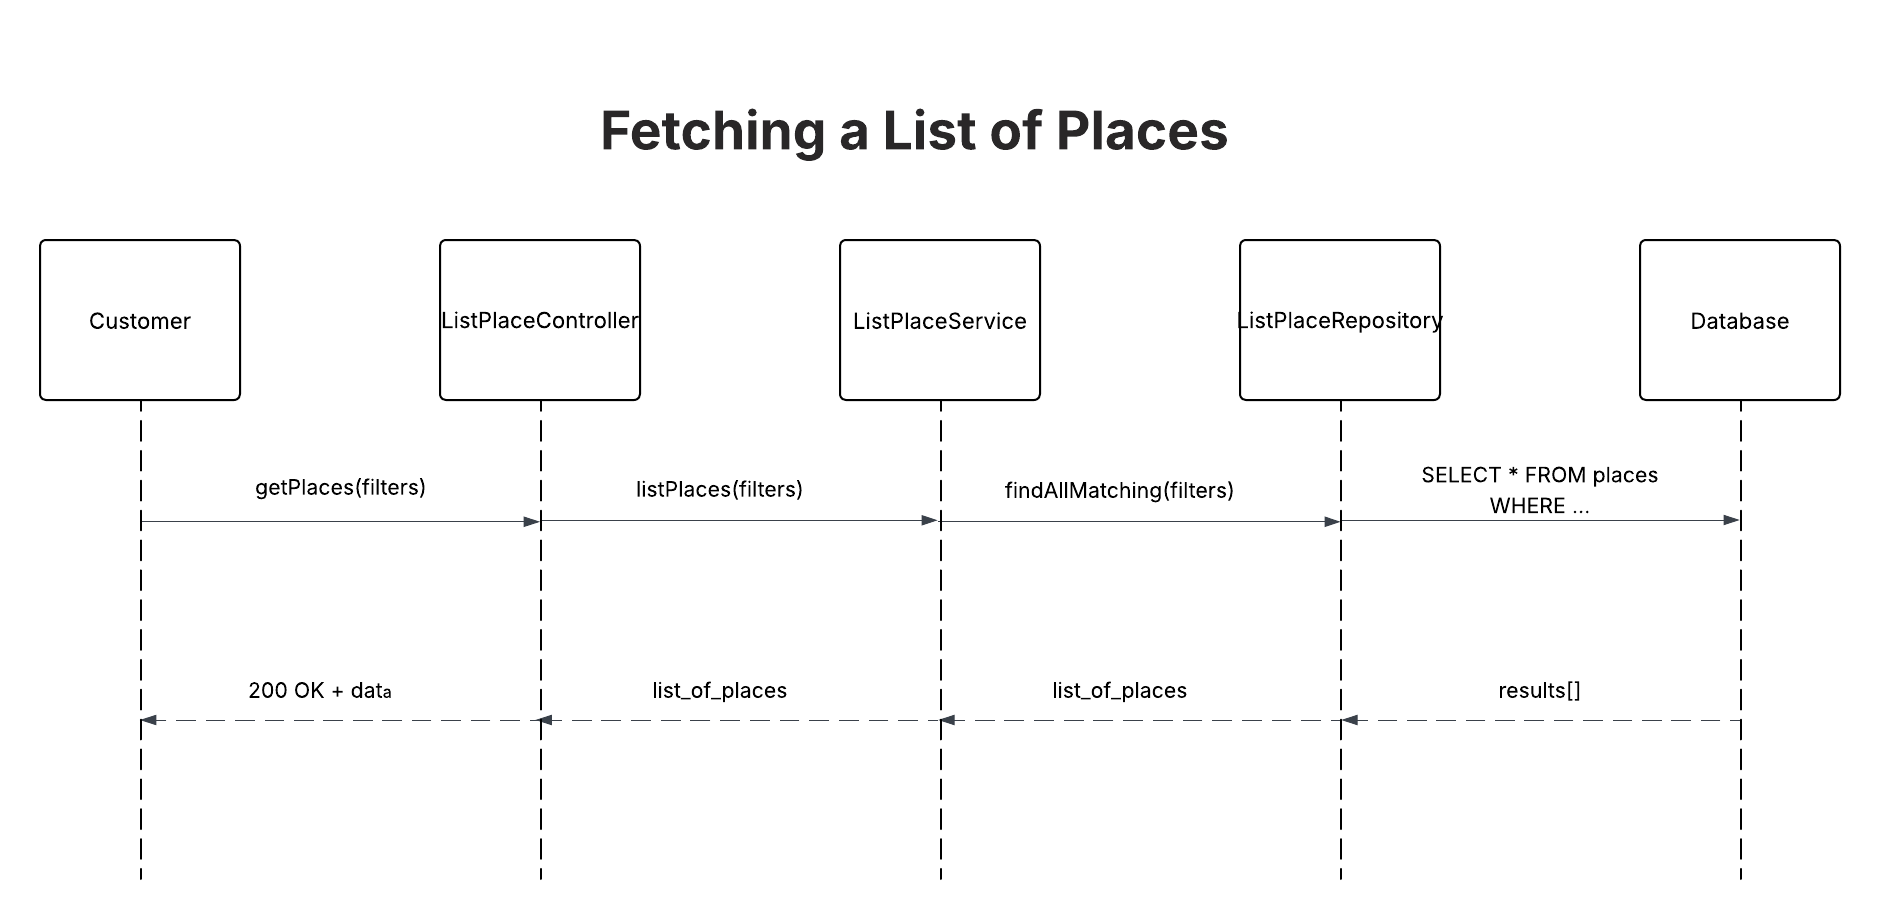 Fetching a List of Places
Customer
ListPlaceController
ListPlaceService
ListPlaceRepository
Database
getPlaces(filters)
listPlaces(filters)
findAllMatching(filters)
SELECT * FROM places
WHERE ...
200 OK + data
list_of_places
list_of_places
results[]